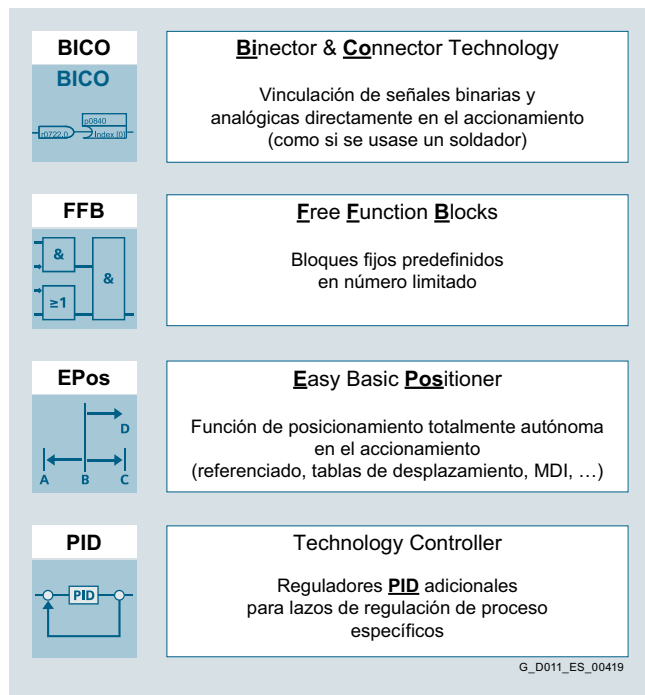 BICO
BICO
r0722.0
p0840
Index [0]
Binector & Connector Technology
Vinculación de señales binarias y
analógicas directamente en el accionamiento
(como si se usase un soldador)
FFB
&
&
≥1
Free Function Blocks
Bloques fijos predefinidos
en número limitado
EPos
D
A B C
Easy Basic Positioner
Función de posicionamiento totalmente autónoma
en el accionamiento
(referenciado, tablas de desplazamiento, MDI, …)
PID
PID
Technology Controller
Reguladores PID adicionales
para lazos de regulación de proceso
específicos
G_D011_ES_00419